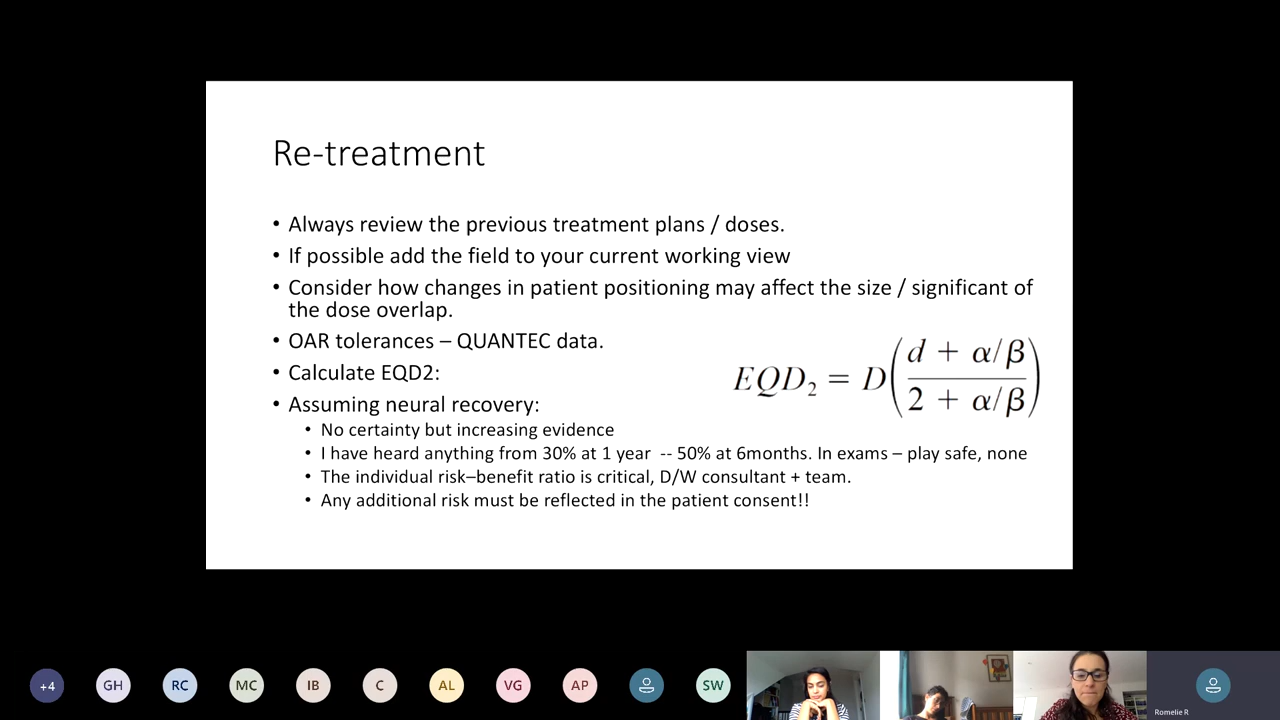 Re-treatment
• Always review the previous treatment plans / doses.
• If possible add the field to your current working view
• Consider how changes in patient positioning may affect the size / significant of
the dose overlap.
• OAR tolerances – QUANTEC data.
• Calculate EQD2:
EQD₂ = D((d + α/β)/(2 + α/β))
• Assuming neural recovery:
• No certainty but increasing evidence
• I have heard anything from 30% at 1 year -- 50% at 6months. In exams – play safe, none
• The individual risk–benefit ratio is critical, D/W consultant + team.
• Any additional risk must be reflected in the patient consent!!
+4 GH RC MC IB C AL VG AP SW
Romelie R